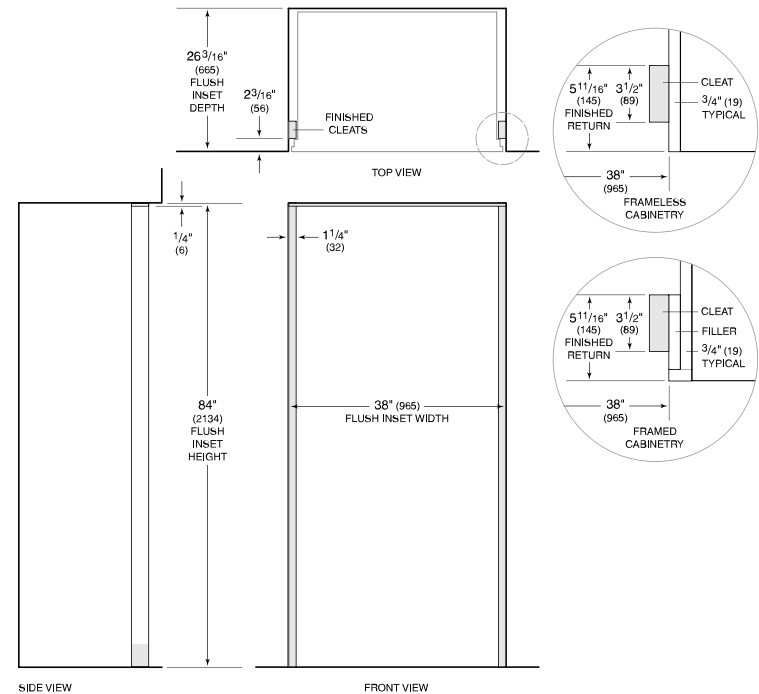 26 3/16"
(665)
FLUSH
INSET
DEPTH
2 3/16"
(56)
FINISHED
CLEATS
TOP VIEW
5 11/16"
(145)
FINISHED
RETURN
3 1/2"
(89)
CLEAT
3/4" (19)
TYPICAL
38"
(965)
FRAMELESS
CABINETRY
1/4"
(6)
1 1/4"
(32)
5 11/16"
(145)
FINISHED
RETURN
3 1/2"
(89)
CLEAT
FILLER
3/4" (19)
TYPICAL
38"
(965)
FRAMED
CABINETRY
84"
(2134)
FLUSH
INSET
HEIGHT
38" (965)
FLUSH INSET WIDTH
SIDE VIEW
FRONT VIEW